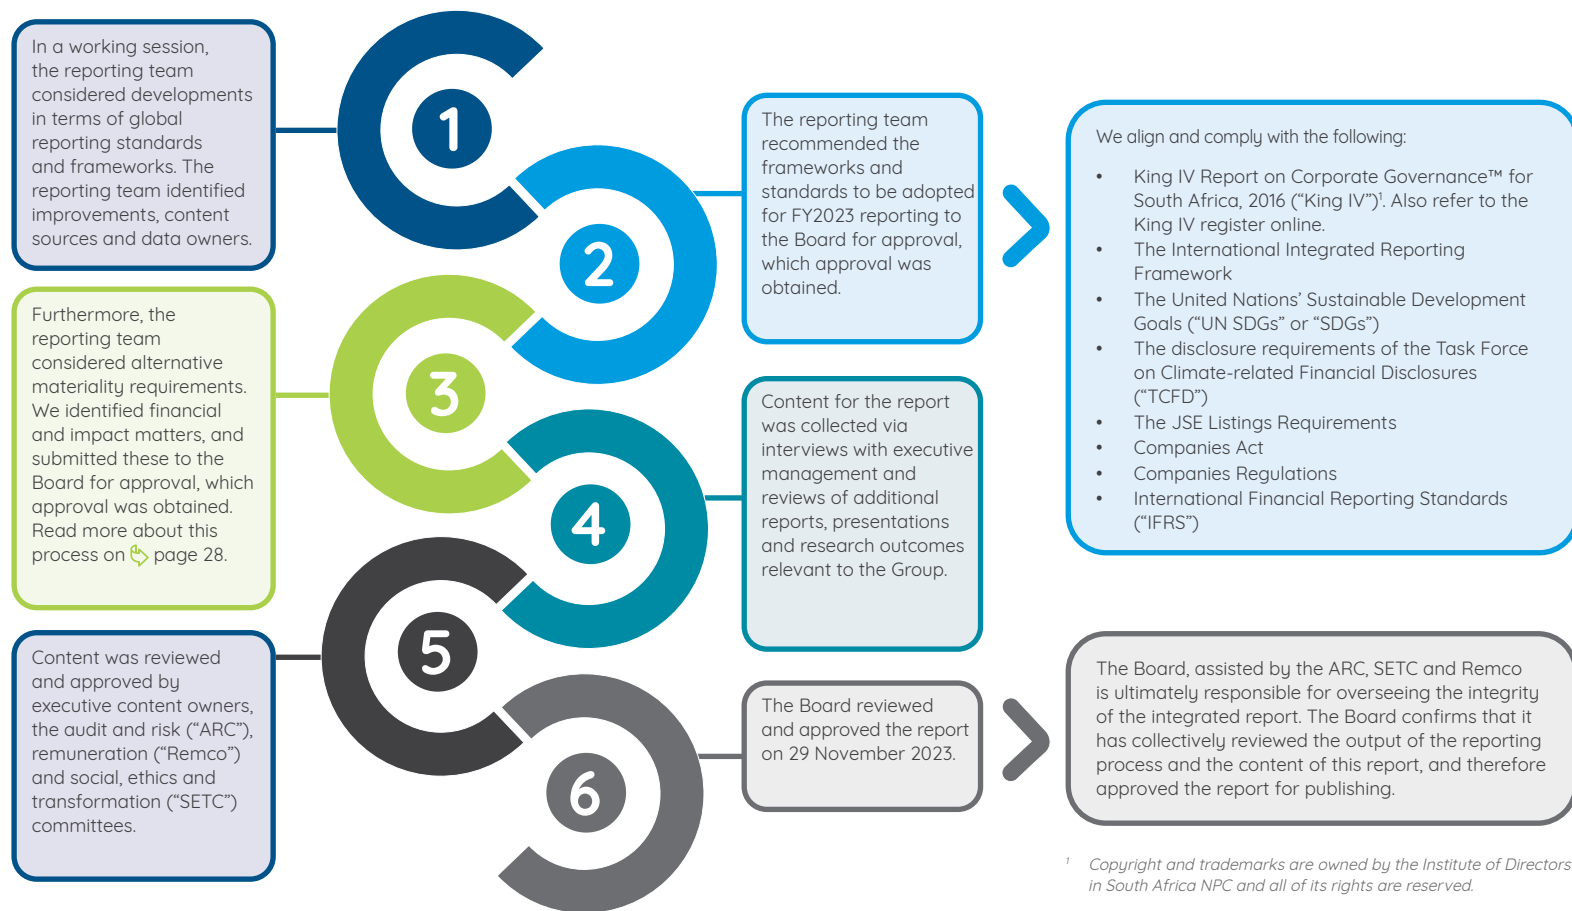 In a working session,
the reporting team
considered developments
in terms of global
reporting standards
and frameworks. The
reporting team identified
improvements, content
sources and data owners.
1
2
The reporting team
recommended the
frameworks and
standards to be adopted
for FY2023 reporting to
the Board for approval,
which approval was
obtained.
We align and comply with the following:
• King IV Report on Corporate Governance™ for
South Africa, 2016 (“King IV”)¹. Also refer to the
King IV register online.
• The International Integrated Reporting
Framework
• The United Nations’ Sustainable Development
Goals (“UN SDGs” or “SDGs”)
• The disclosure requirements of the Task Force
on Climate-related Financial Disclosures
(“TCFD”)
• The JSE Listings Requirements
• Companies Act
• Companies Regulations
• International Financial Reporting Standards
(“IFRS”)
Furthermore, the
reporting team
considered alternative
materiality requirements.
We identified financial
and impact matters, and
submitted these to the
Board for approval, which
approval was obtained.
Read more about this
process on page 28.
3
4
Content for the report
was collected via
interviews with executive
management and
reviews of additional
reports, presentations
and research outcomes
relevant to the Group.
Content was reviewed
and approved by
executive content owners,
the audit and risk (“ARC”),
remuneration (“Remco”)
and social, ethics and
transformation (“SETC”)
committees.
5
6
The Board reviewed
and approved the report
on 29 November 2023.
The Board, assisted by the ARC, SETC and Remco
is ultimately responsible for overseeing the integrity
of the integrated report. The Board confirms that it
has collectively reviewed the output of the reporting
process and the content of this report, and therefore
approved the report for publishing.
¹ Copyright and trademarks are owned by the Institute of Directors
in South Africa NPC and all of its rights are reserved.